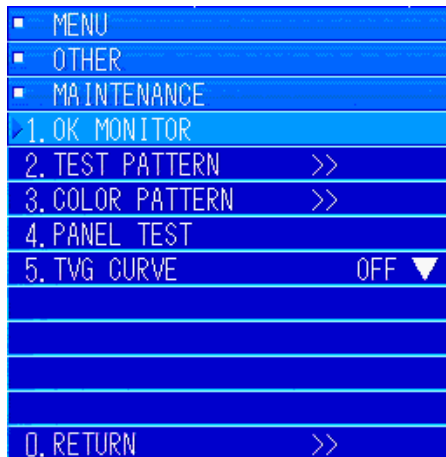 MENU
OTHER
MAINTENANCE
1. OK MONITOR
2. TEST PATTERN >>
3. COLOR PATTERN >>
4. PANEL TEST
5. TVG CURVE OFF ▼
0. RETURN >>